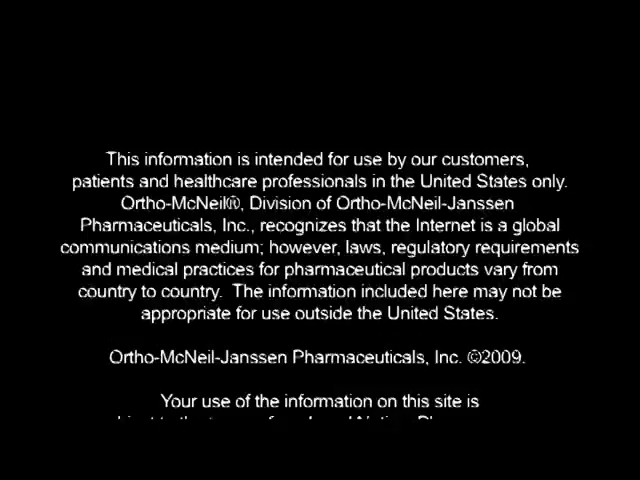 This information is intended for use by our customers,
patients and healthcare professionals in the United States only.
Ortho-McNeil®, Division of Ortho-McNeil-Janssen
Pharmaceuticals, Inc., recognizes that the Internet is a global
communications medium; however, laws, regulatory requirements
and medical practices for pharmaceutical products vary from
country to country. The information included here may not be
appropriate for use outside the United States.
Ortho-McNeil-Janssen Pharmaceuticals, Inc. ©2009.
Your use of the information on this site is